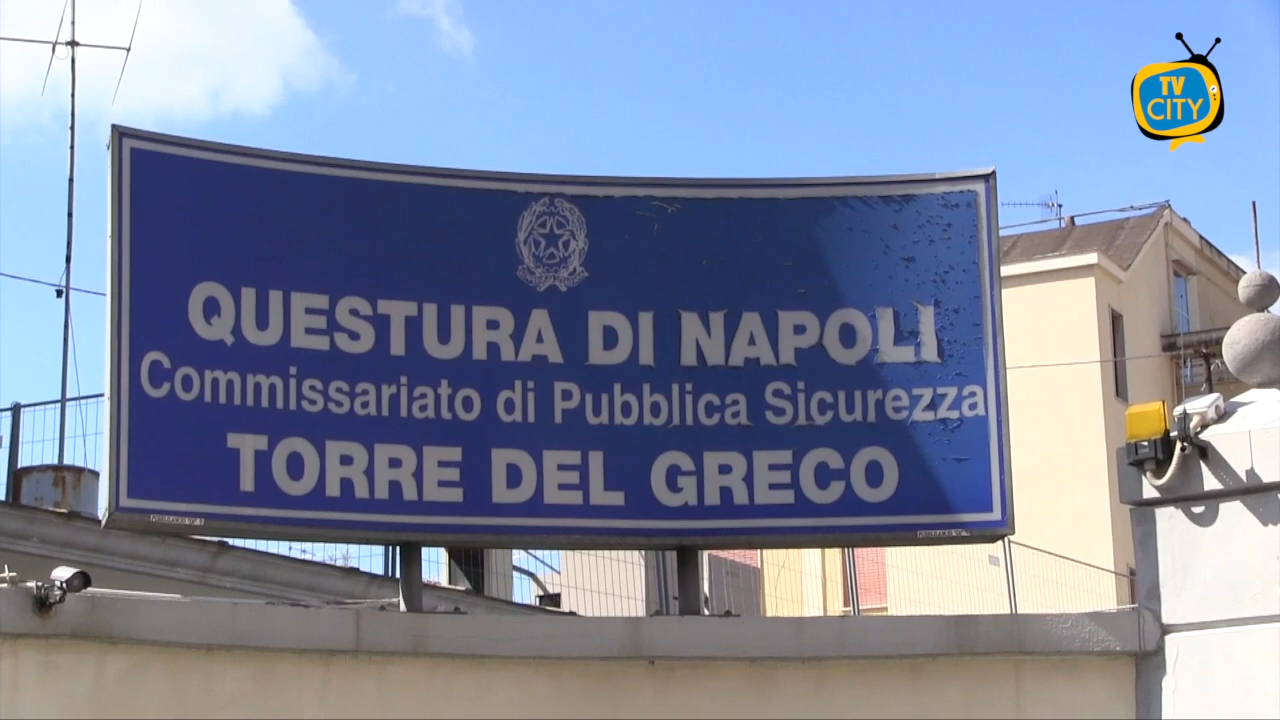 TV
CITY
QUESTURA DI NAPOLI
Commissariato di Pubblica Sicurezza
TORRE DEL GRECO